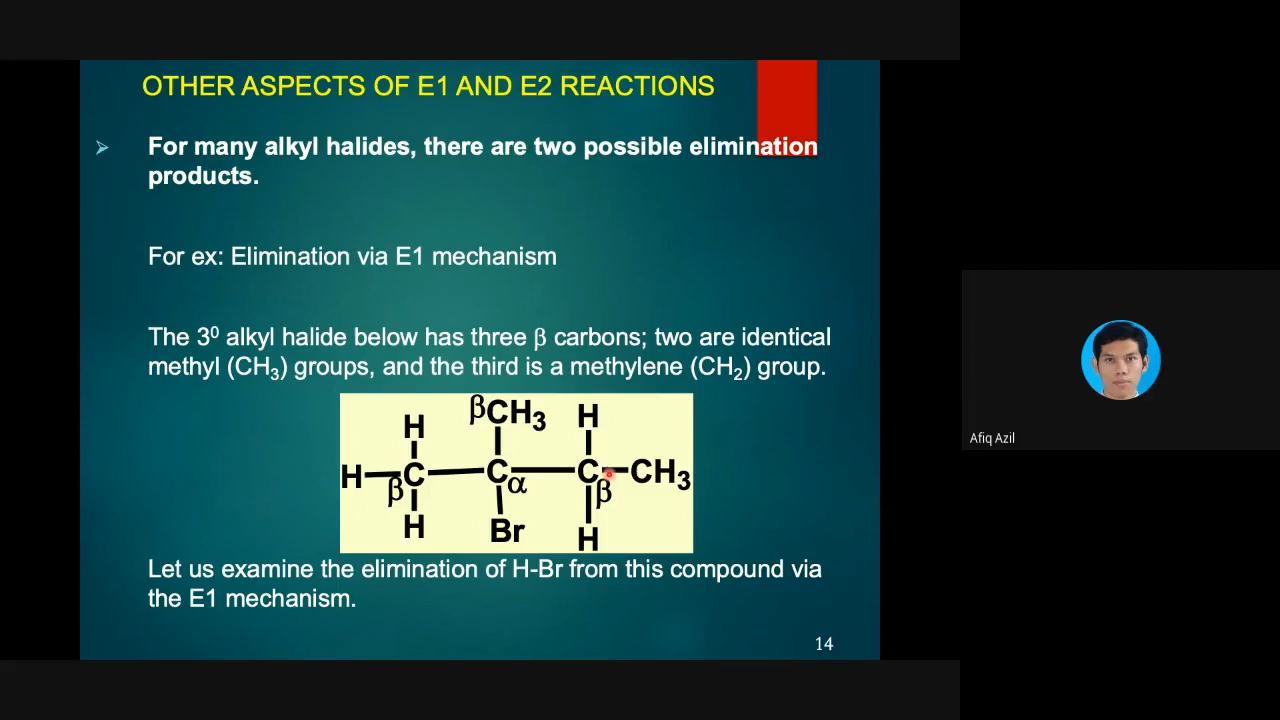 OTHER ASPECTS OF E1 AND E2 REACTIONS
➢ For many alkyl halides, there are two possible elimination
products.
For ex: Elimination via E1 mechanism
The 3⁰ alkyl halide below has three β carbons; two are identical
methyl (CH₃) groups, and the third is a methylene (CH₂) group.
βCH₃
H H
H C C C CH₃
β α β
H Br H
Let us examine the elimination of H-Br from this compound via
the E1 mechanism.
14
Afiq Azil